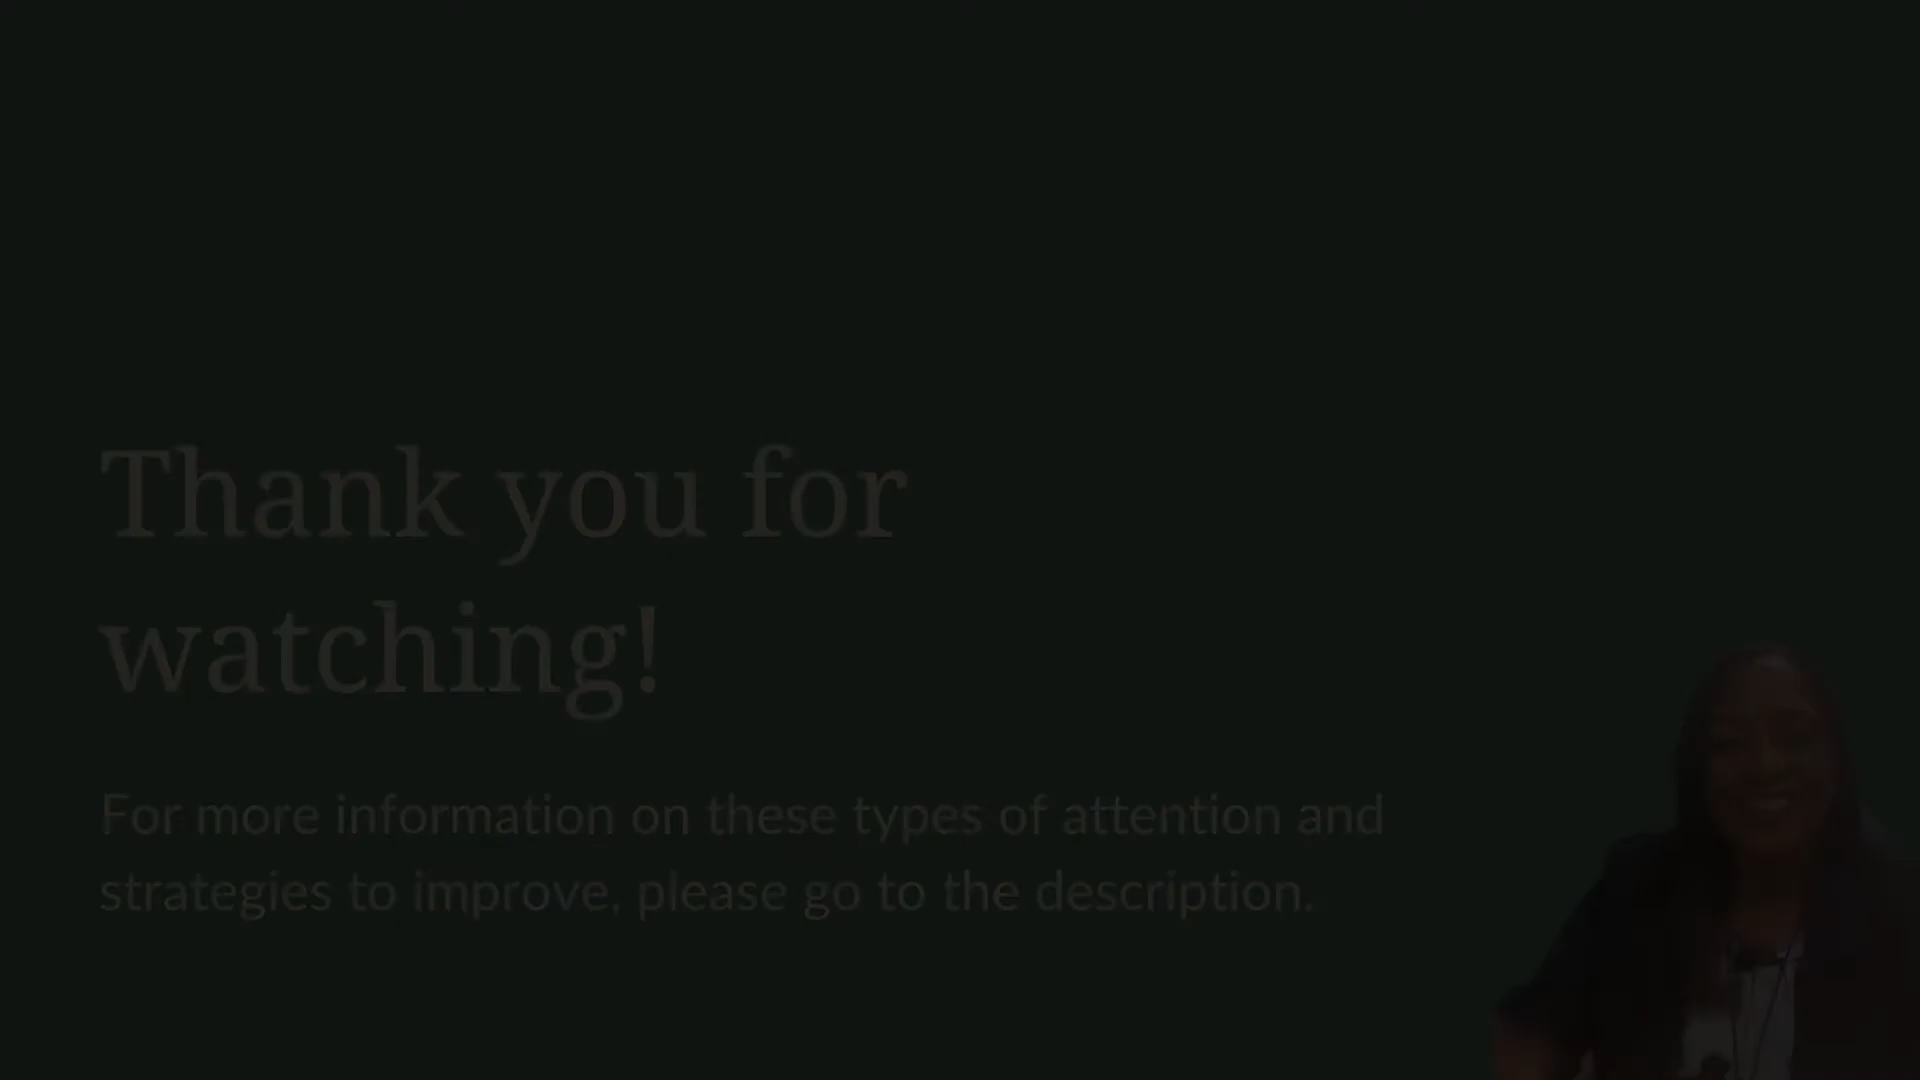 Thank you for
watching!
For more information on these types of attention and
strategies to improve, please go to the description.